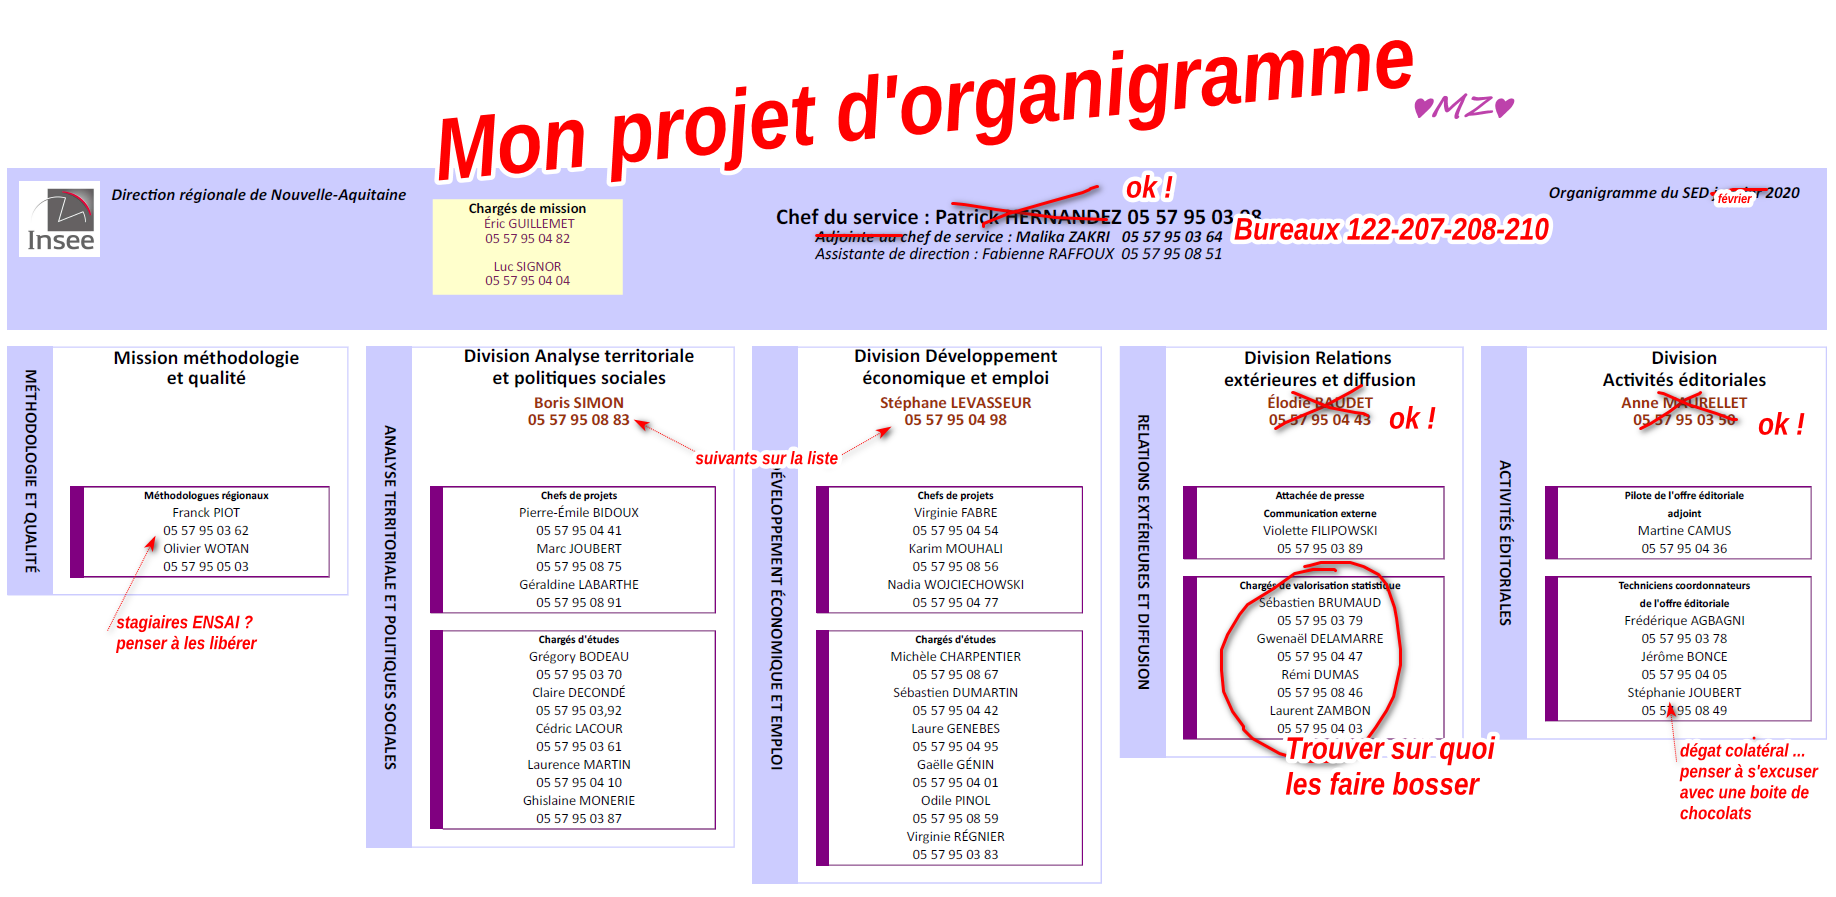 Mon projet d'organigramme
♥MZ♥
Insee
Direction régionale de Nouvelle-Aquitaine
Chargés de mission
Éric GUILLEMET
05 57 95 04 82
Luc SIGNOR
05 57 95 04 04
ok !
Chef du service : Patrick HERNANDEZ 05 57 95 03 98
Adjointe au chef de service : Malika ZAKRI 05 57 95 03 64
Assistante de direction : Fabienne RAFFOUX 05 57 95 08 51
Bureaux 122-207-208-210
Organigramme du SED janvier 2020
février
MÉTHODOLOGIE ET QUALITÉ
Mission méthodologie
et qualité
Méthodologues régionaux
Franck PIOT
05 57 95 03 62
Olivier WOTAN
05 57 95 05 03
stagiaires ENSAI ?
penser à les libérer
ANALYSE TERRITORIALE ET POLITIQUES SOCIALES
Division Analyse territoriale
et politiques sociales
Boris SIMON
05 57 95 08 83
suivants sur la liste
Chefs de projets
Pierre-Émile BIDOUX
05 57 95 04 41
Marc JOUBERT
05 57 95 08 75
Géraldine LABARTHE
05 57 95 08 91
Chargés d'études
Grégory BODEAU
05 57 95 03 70
Claire DECONDÉ
05 57 95 03,92
Cédric LACOUR
05 57 95 03 61
Laurence MARTIN
05 57 95 04 10
Ghislaine MONERIE
05 57 95 03 87
DÉVELOPPEMENT ÉCONOMIQUE ET EMPLOI
Division Développement
économique et emploi
Stéphane LEVASSEUR
05 57 95 04 98
Chefs de projets
Virginie FABRE
05 57 95 04 54
Karim MOUHALI
05 57 95 08 56
Nadia WOJCIECHOWSKI
05 57 95 04 77
Chargés d'études
Michèle CHARPENTIER
05 57 95 08 67
Sébastien DUMARTIN
05 57 95 04 42
Laure GENEBES
05 57 95 04 95
Gaëlle GÉNIN
05 57 95 04 01
Odile PINOL
05 57 95 08 59
Virginie RÉGNIER
05 57 95 03 83
RELATIONS EXTÉRIEURES ET DIFFUSION
Division Relations
extérieures et diffusion
Élodie BAUDET
05 57 95 04 43
ok !
Attachée de presse
Communication externe
Violette FILIPOWSKI
05 57 95 03 89
Chargés de valorisation statistique
Sébastien BRUMAUD
05 57 95 03 79
Gwenaël DELAMARRE
05 57 95 04 47
Rémi DUMAS
05 57 95 08 46
Laurent ZAMBON
05 57 95 04 03
Trouver sur quoi
les faire bosser
ACTIVITÉS ÉDITORIALES
Division
Activités éditoriales
Anne MAURELLET
05 57 95 03 50
ok !
Pilote de l'offre éditoriale
adjoint
Martine CAMUS
05 57 95 04 36
Techniciens coordonnateurs
de l'offre éditoriale
Frédérique AGBAGNI
05 57 95 03 78
Jérôme BONCE
05 57 95 04 05
Stéphanie JOUBERT
05 57 95 08 49
dégat colatéral ...
penser à s'excuser
avec une boite de
chocolats